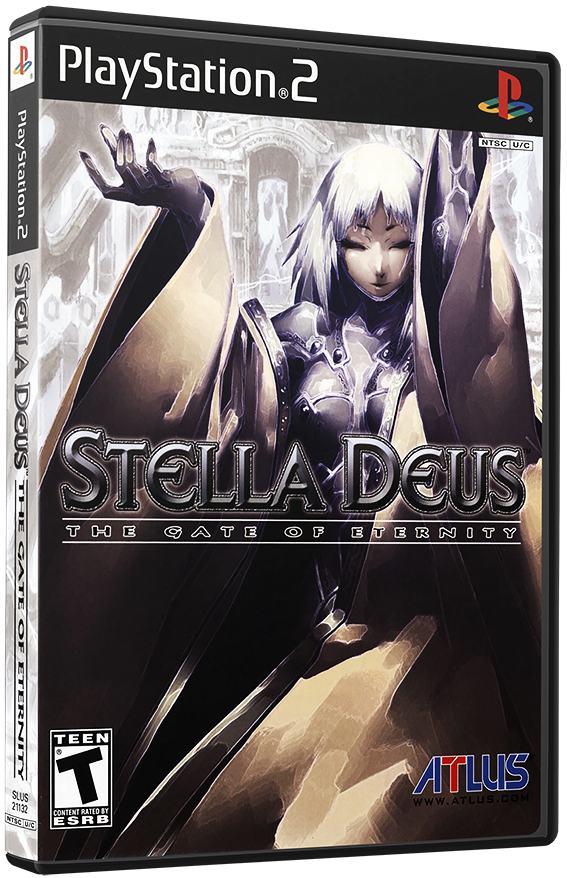 PlayStation®2
NTSC U/C
STELLA DEUS
THE GATE OF ETERNITY
TEEN
T
®
CONTENT RATED BY
ESRB
ATLUS
WWW.ATLUS.COM
PlayStation®2
STELLA DEUS™ THE GATE OF ETERNITY
SLUS
21132
NTSC U/C